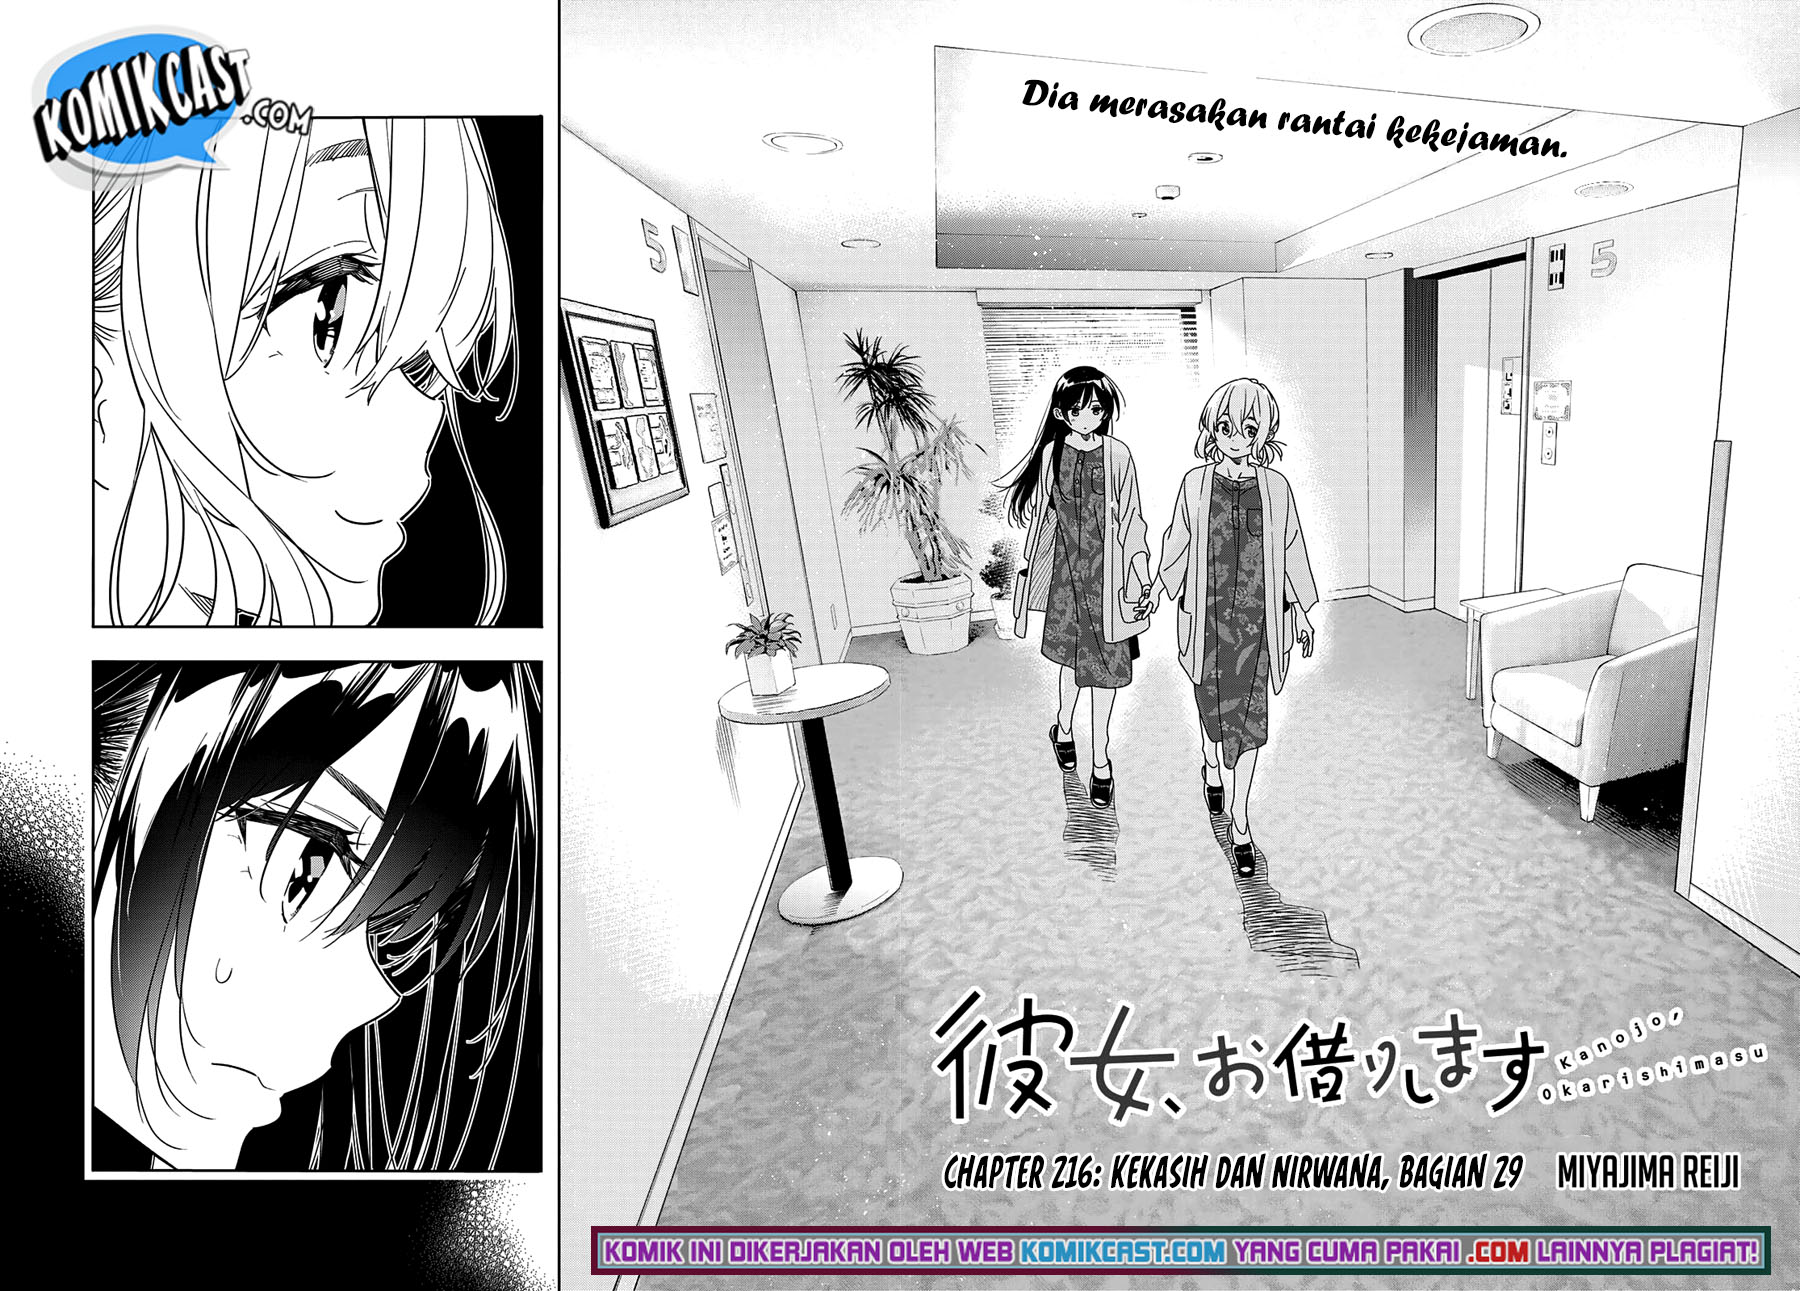 KOMIKCAST
.COM
Dia merasakan rantai kekejaman.
5
5
彼女、お借りします
Kanojo,
Okarishimasu
CHAPTER 216: KEKASIH DAN NIRWANA, BAGIAN 29 MIYAJIMA REIJI
KOMIK INI DIKERJAKAN OLEH WEB KOMIKCAST.COM YANG CUMA PAKAI .COM LAINNYA PLAGIAT!